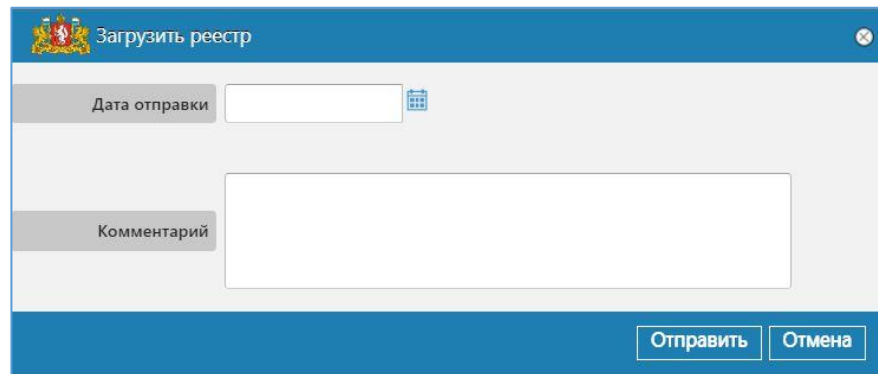 Загрузить реестр
Дата отправки
Комментарий
Отправить Отмена